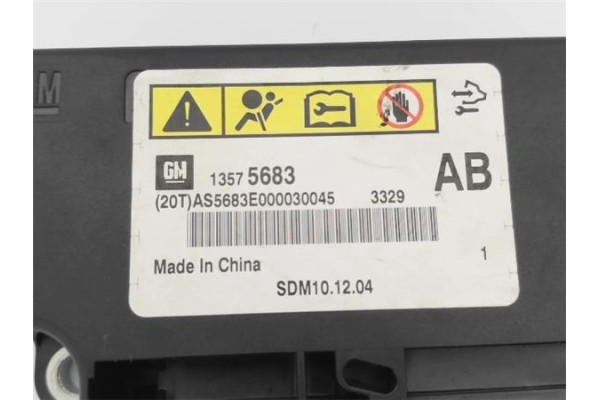 M
GM 1357 5683 AB
(20T)AS5683E000030045 3329
Made In China 1
SDM10.12.04